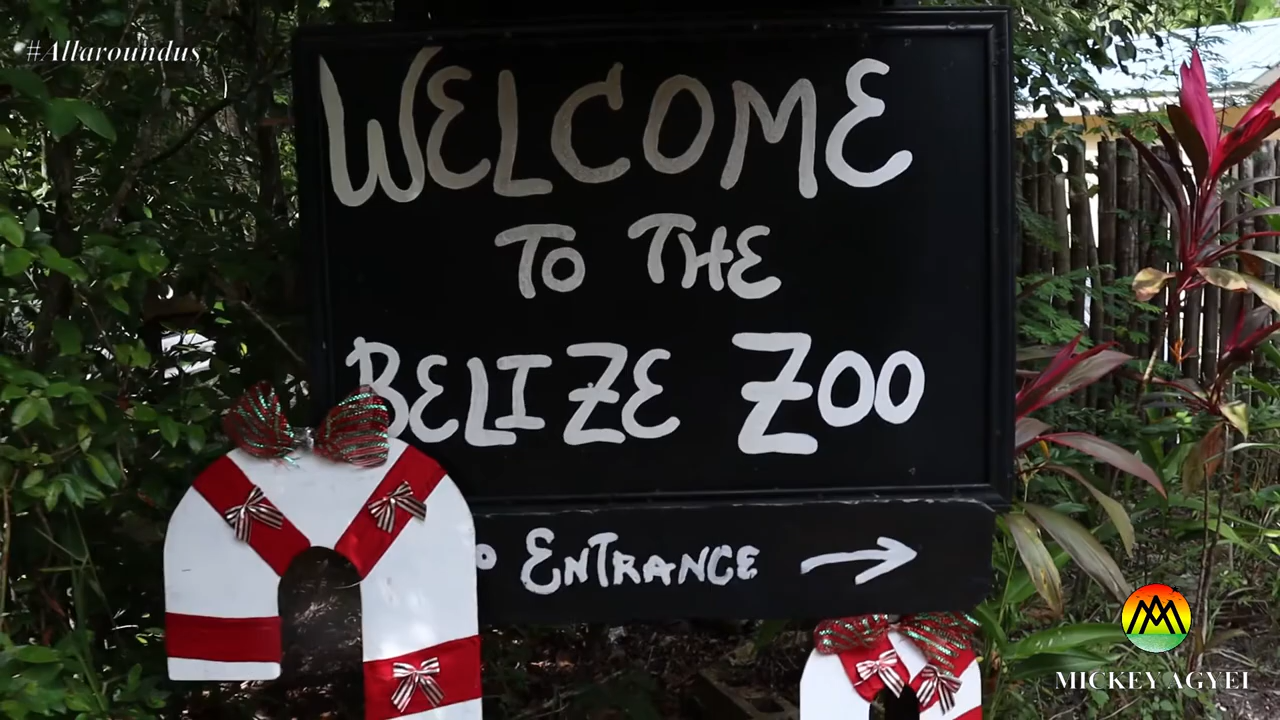 #Allaroundus
WELCOME
TO THE
BELIZE ZOO
ENTRANCE
MICKEY AGYEI